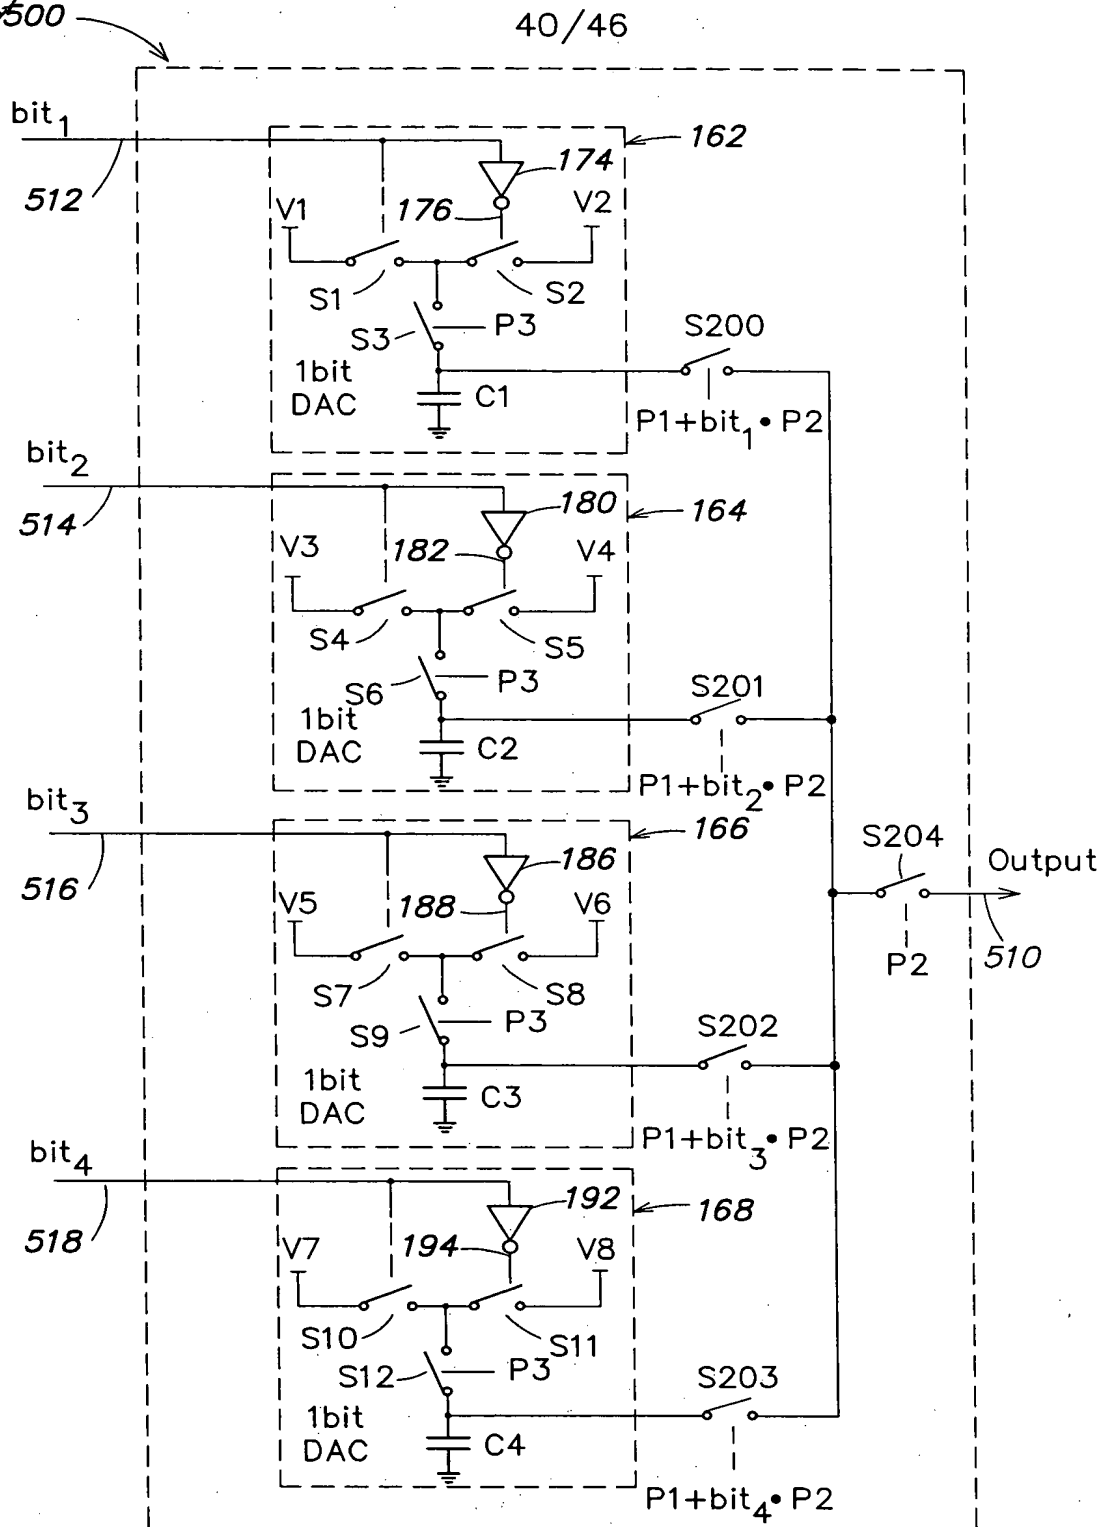 500
40/46
bit1
162
512
174
V1
176
V2
S1
S2
S3
P3
S200
1bit
DAC
C1
P1+bit1• P2
bit2
514
180
164
V3
182
V4
S4
S5
S6
P3
S201
1bit
DAC
C2
P1+bit2• P2
bit3
166
516
186
S204
Output
V5
188
V6
P2
510
S7
S8
S9
P3
S202
1bit
DAC
C3
P1+bit3• P2
bit4
518
192
168
V7
194
V8
S10
S11
S12
P3
S203
1bit
DAC
C4
P1+bit4• P2